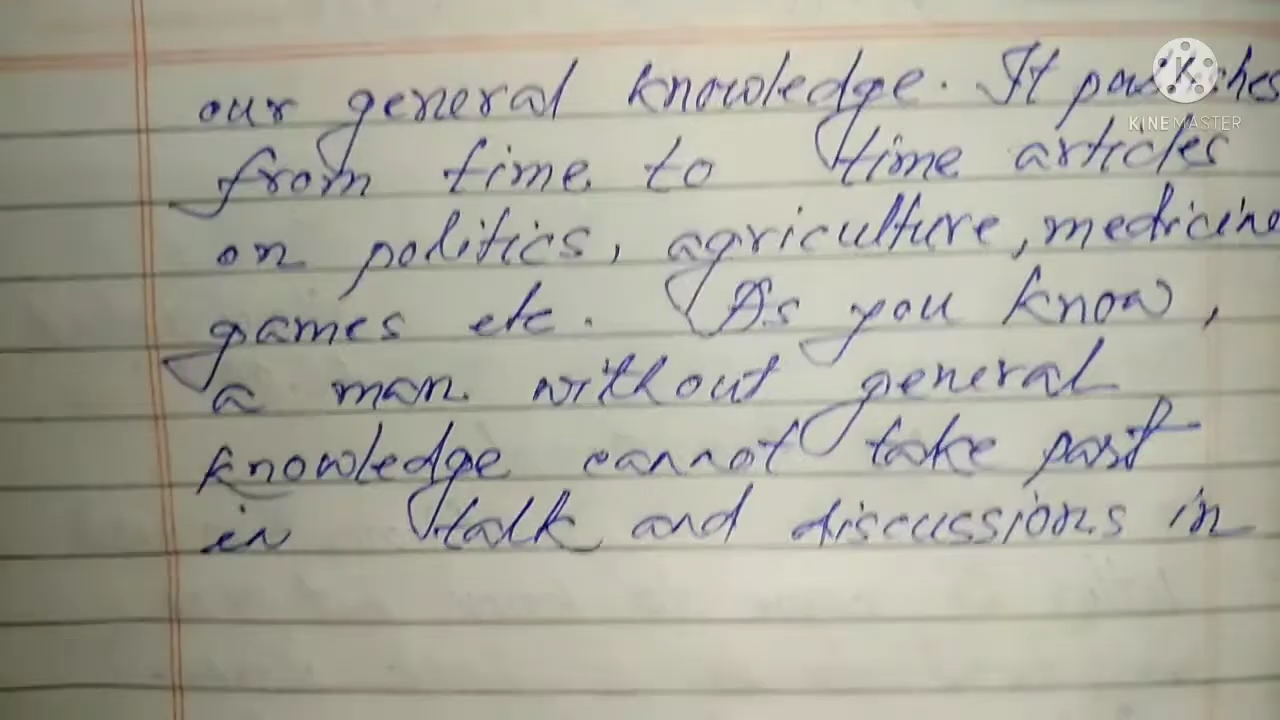 our general knowledge. It
KINEMASTER
from time to time articles
on politics, agriculture, medicine
games etc. As you know,
a man without general
knowledge cannot take part
in talk and discussions in